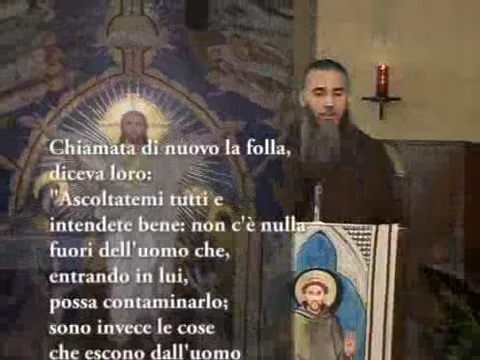 Chiamata di nuovo la folla,
diceva loro:
"Ascoltatemi tutti e
intendete bene: non c'è nulla
fuori dell'uomo che,
entrando in lui,
possa contaminarlo;
sono invece le cose
che escono dall'uomo